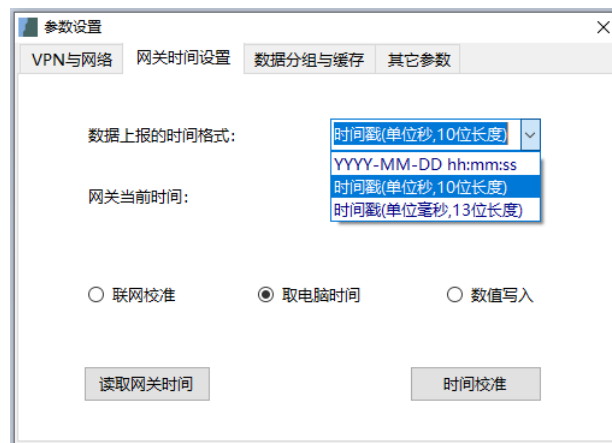 参数设置
VPN与网络 网关时间设置 数据分组与缓存 其它参数
数据上报的时间格式: 时间戳(单位秒,10位长度)
YYYY-MM-DD hh:mm:ss
时间戳(单位秒,10位长度)
网关当前时间:
时间戳(单位毫秒,13位长度)
联网校准 取电脑时间 数值写入
读取网关时间 时间校准